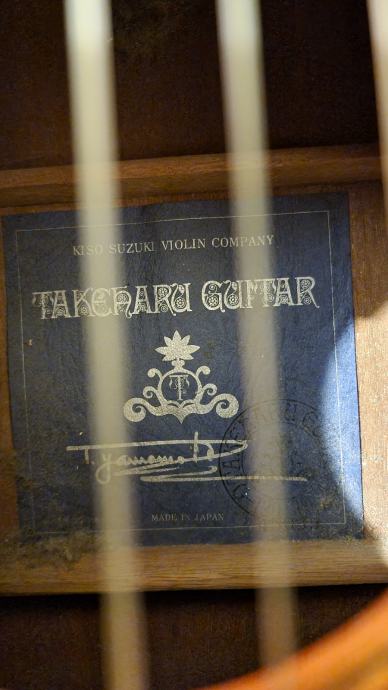 KISO SUZUKI VIOLIN COMPANY
TAKEHARU GUITAR
T
T. Yamamoto
MADE IN JAPAN